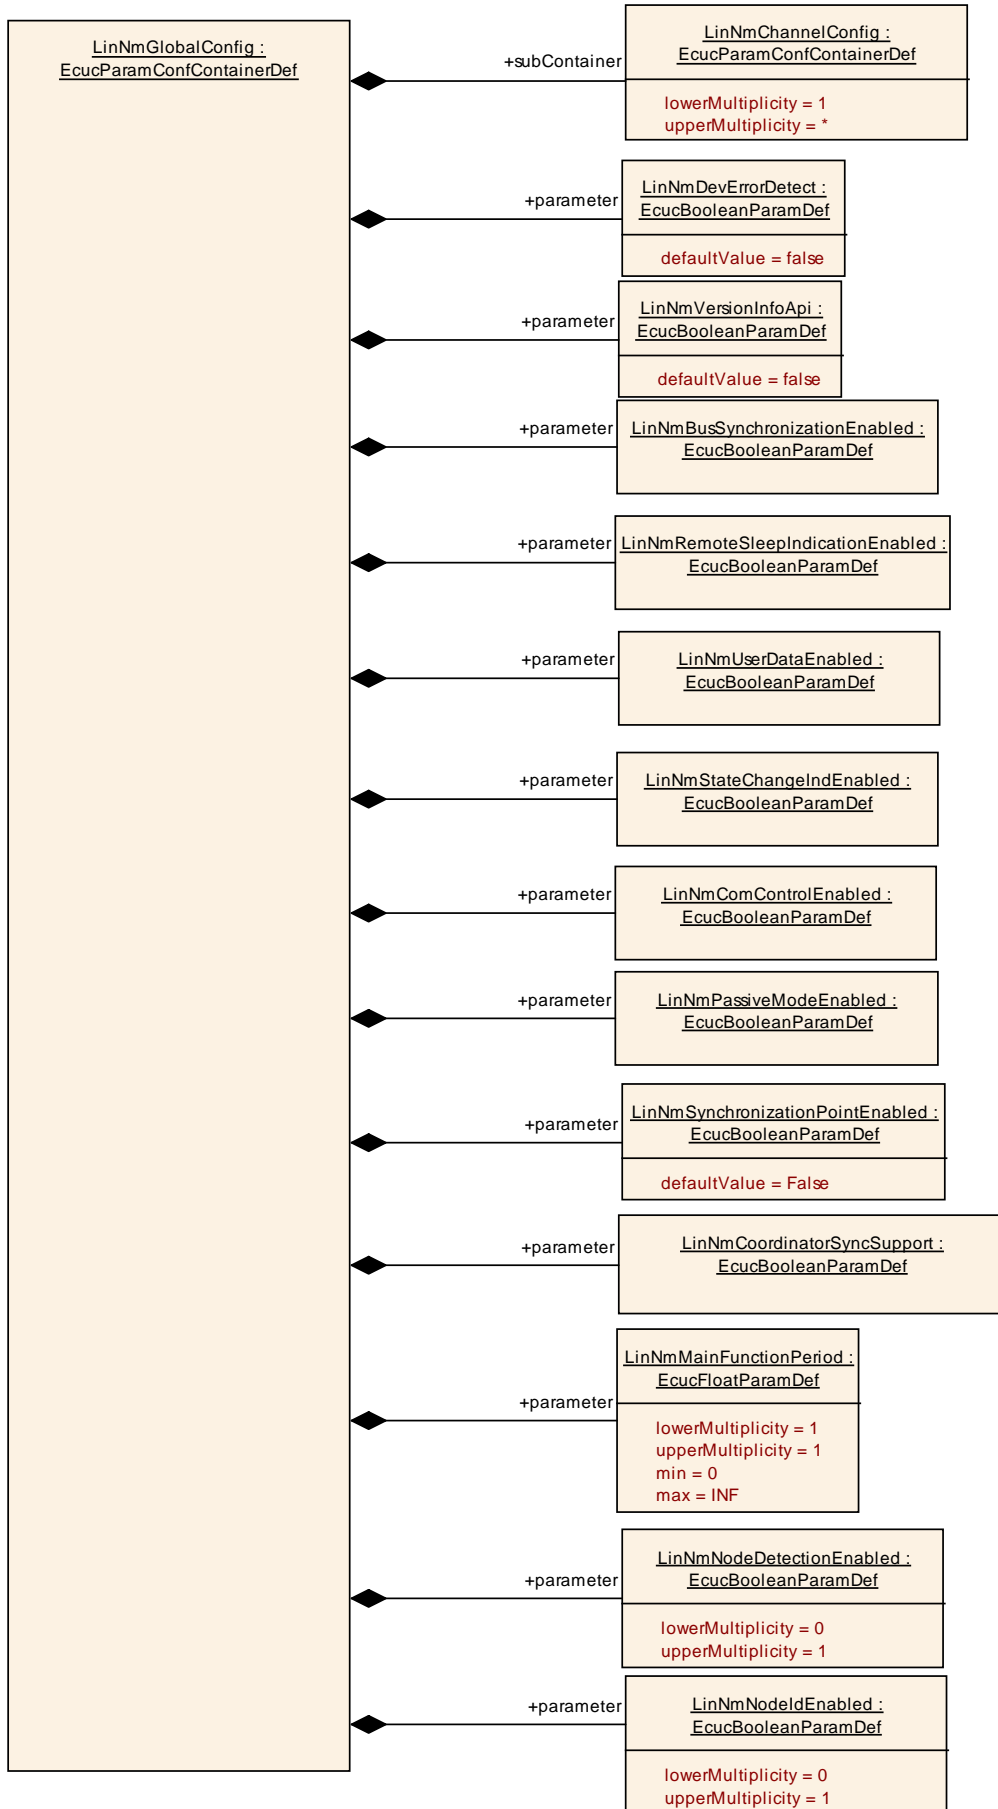 LinNmGlobalConfig :
EcucParamConfContainerDef
+subContainer
LinNmChannelConfig :
EcucParamConfContainerDef
lowerMultiplicity = 1
upperMultiplicity = *
+parameter
LinNmDevErrorDetect :
EcucBooleanParamDef
defaultValue = false
+parameter
LinNmVersionInfoApi :
EcucBooleanParamDef
defaultValue = false
+parameter
LinNmBusSynchronizationEnabled :
EcucBooleanParamDef
+parameter
LinNmRemoteSleepIndicationEnabled :
EcucBooleanParamDef
+parameter
LinNmUserDataEnabled :
EcucBooleanParamDef
+parameter
LinNmStateChangeIndEnabled :
EcucBooleanParamDef
+parameter
LinNmComControlEnabled :
EcucBooleanParamDef
+parameter
LinNmPassiveModeEnabled :
EcucBooleanParamDef
+parameter
LinNmSynchronizationPointEnabled :
EcucBooleanParamDef
defaultValue = False
+parameter
LinNmCoordinatorSyncSupport :
EcucBooleanParamDef
+parameter
LinNmMainFunctionPeriod :
EcucFloatParamDef
lowerMultiplicity = 1
upperMultiplicity = 1
min = 0
max = INF
+parameter
LinNmNodeDetectionEnabled :
EcucBooleanParamDef
lowerMultiplicity = 0
upperMultiplicity = 1
+parameter
LinNmNodeIdEnabled :
EcucBooleanParamDef
lowerMultiplicity = 0
upperMultiplicity = 1